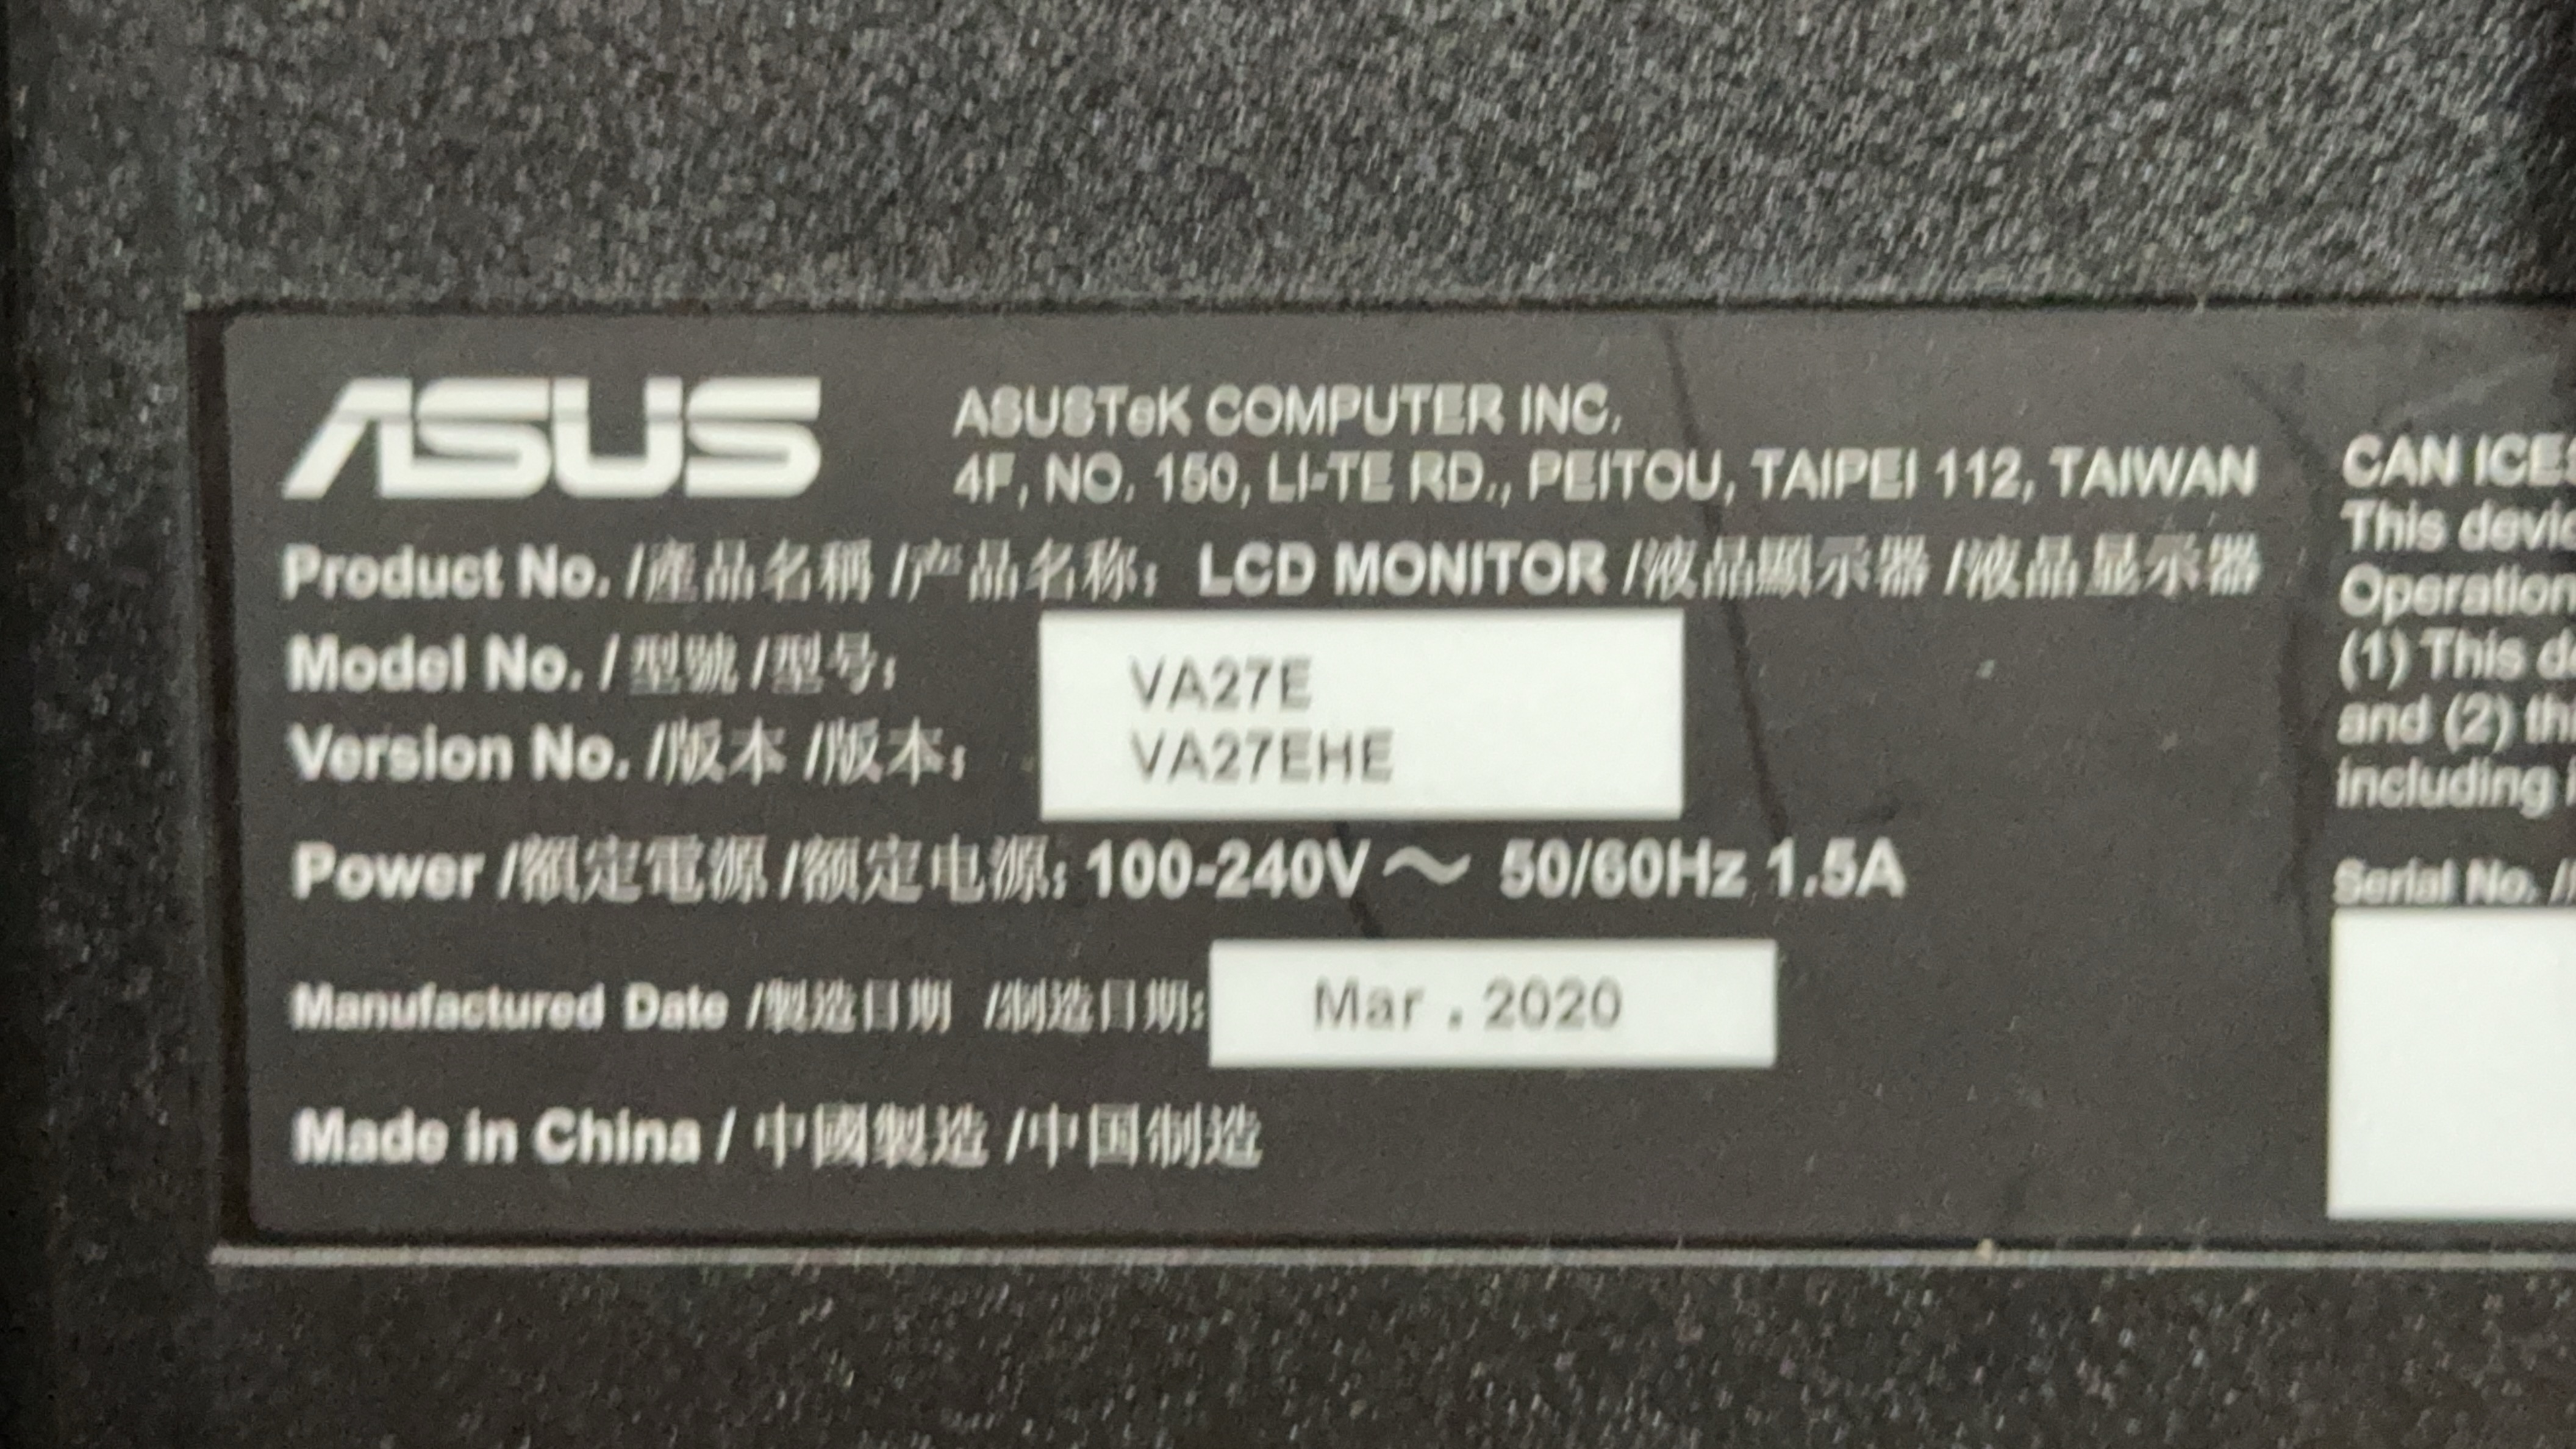 ASUS
ASUSTeK COMPUTER INC.
4F, NO. 150, LI-TE RD., PEITOU, TAIPEI 112, TAIWAN
Product No. /產品名稱 /产品名称: LCD MONITOR /液晶顯示器 /液晶显示器
Model No. / 型號 /型号: VA27E
Version No. /版本 /版本: VA27EHE
Power /額定電源 /额定电源: 100-240V～ 50/60Hz 1.5A
Manufactured Date /製造日期 /制造日期: Mar . 2020
Made in China / 中國製造 /中国制造
CAN ICES
This
Operation
(1) This
and (2)
including
Serial No. /